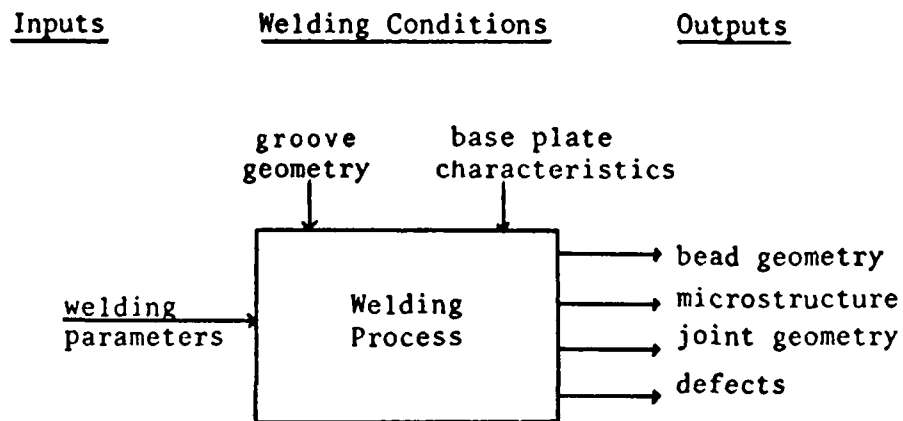 Inputs
Welding Conditions
Outputs
groove
geometry
base plate
characteristics
welding
parameters
Welding
Process
bead geometry
microstructure
joint geometry
defects